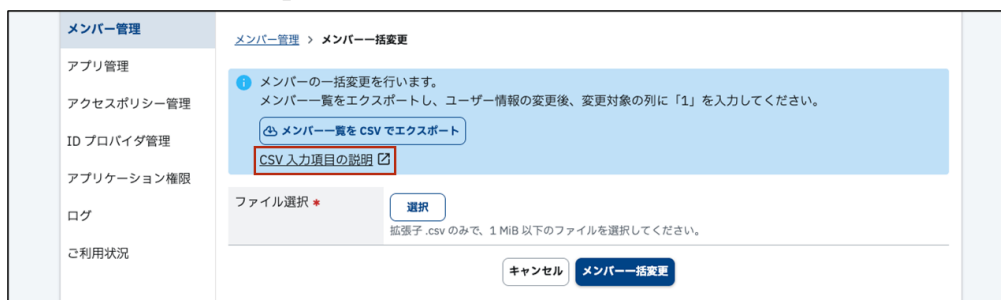 メンバー管理
アプリ管理
アクセスポリシー管理
ID プロバイダ管理
アプリケーション権限
ログ
ご利用状況
メンバー管理 > メンバー一括変更
メンバーの一括変更を行います。
メンバー一覧をエクスポートし、ユーザー情報の変更後、変更対象の列に「1」を入力してください。
メンバー一覧を CSV でエクスポート
CSV 入力項目の説明
ファイル選択 *
選択
拡張子 .csv のみで、1 MiB 以下のファイルを選択してください。
キャンセル
メンバー一括変更